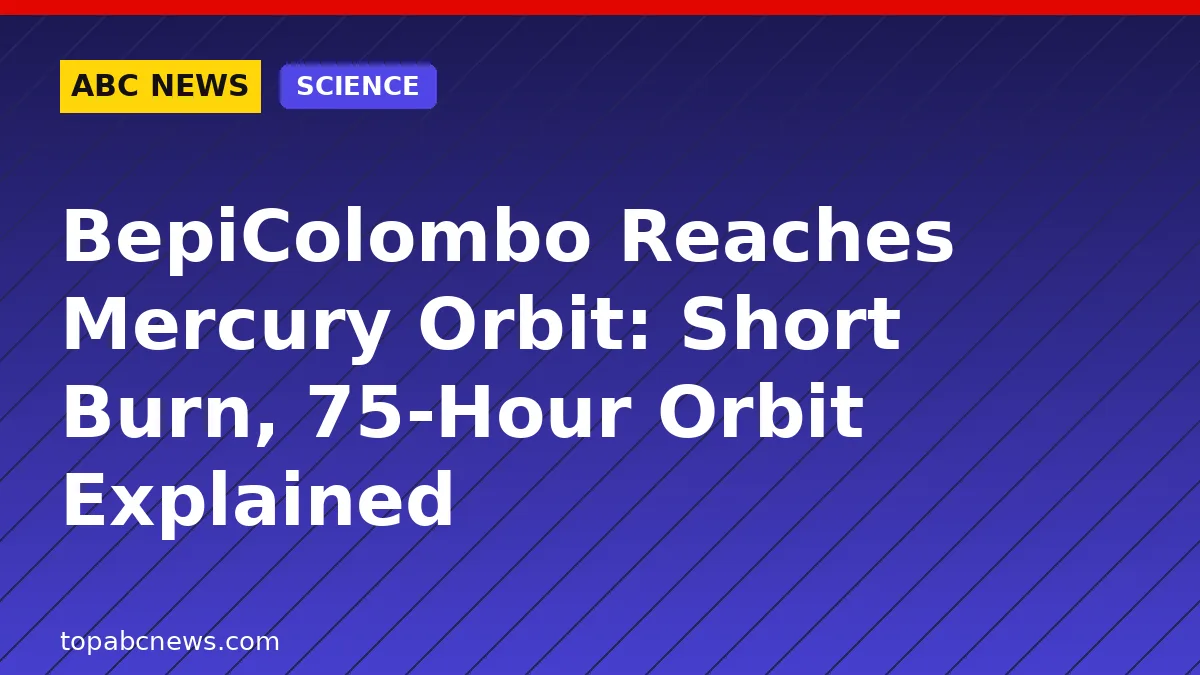 ABC NEWS
SCIENCE
BepiColombo Reaches
Mercury Orbit: Short
Burn, 75-Hour Orbit
Explained
topabcnews.com